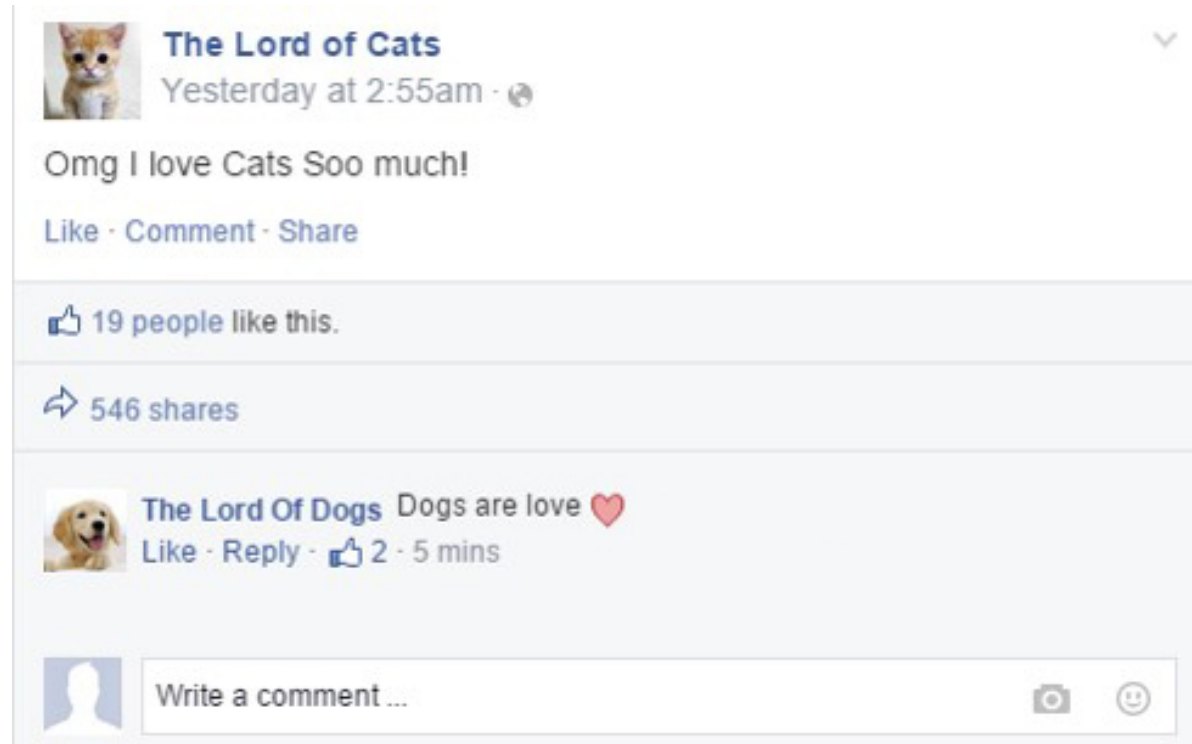 The Lord of Cats
Yesterday at 2:55am ·
Omg I love Cats Soo much!
Like · Comment · Share
19 people like this.
546 shares
The Lord Of Dogs Dogs are love ❤
Like · Reply · 2 · 5 mins
Write a comment ...